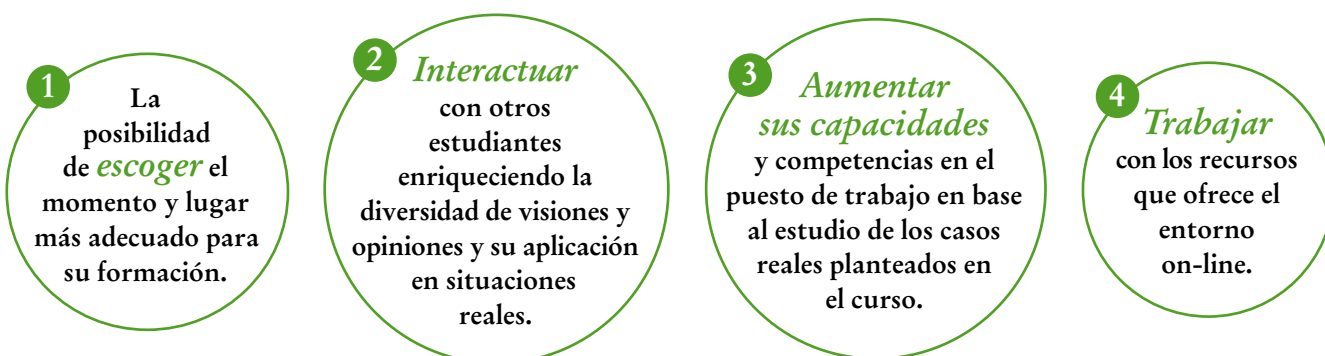 1
La
posibilidad
de escoger el
momento y lugar
más adecuado para
su formación.
2
Interactuar
con otros
estudiantes
enriqueciendo la
diversidad de visiones y
opiniones y su aplicación
en situaciones
reales.
3
Aumentar
sus capacidades
y competencias en el
puesto de trabajo en base
al estudio de los casos
reales planteados en
el curso.
4
Trabajar
con los recursos
que ofrece el
entorno
on-line.